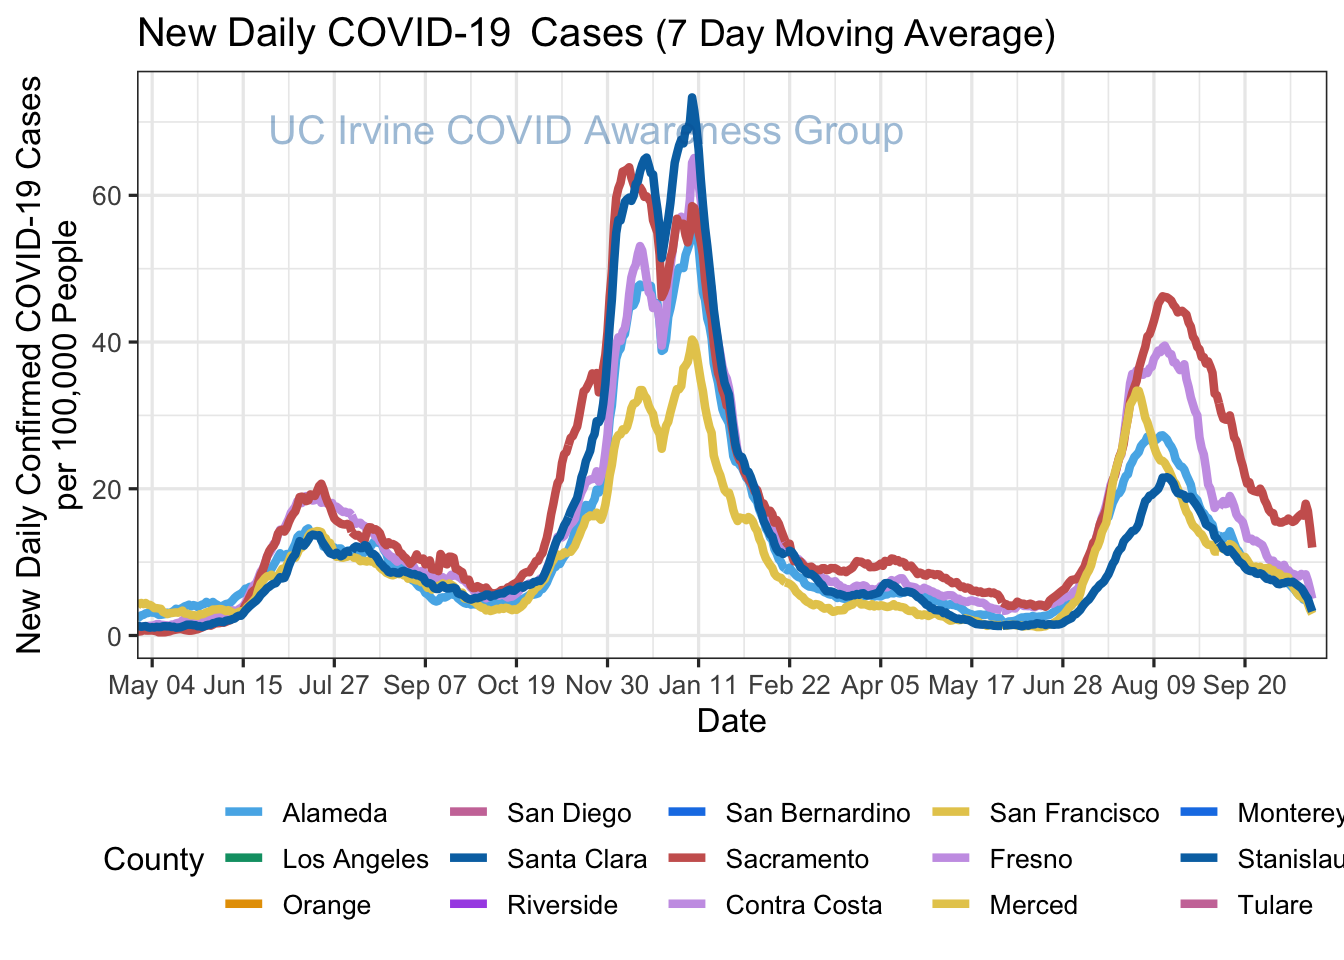 New Daily COVID-19 Cases (7 Day Moving Average)
UC Irvine COVID Awareness Group
New Daily Confirmed COVID-19 Cases
per 100,000 People
60
40
20
0
May 04 Jun 15 Jul 27 Sep 07 Oct 19 Nov 30 Jan 11 Feb 22 Apr 05 May 17 Jun 28 Aug 09 Sep 20
Date
County
Alameda San Diego San Bernardino San Francisco Monterey
Los Angeles Santa Clara Sacramento Fresno Stanislau
Orange Riverside Contra Costa Merced Tulare